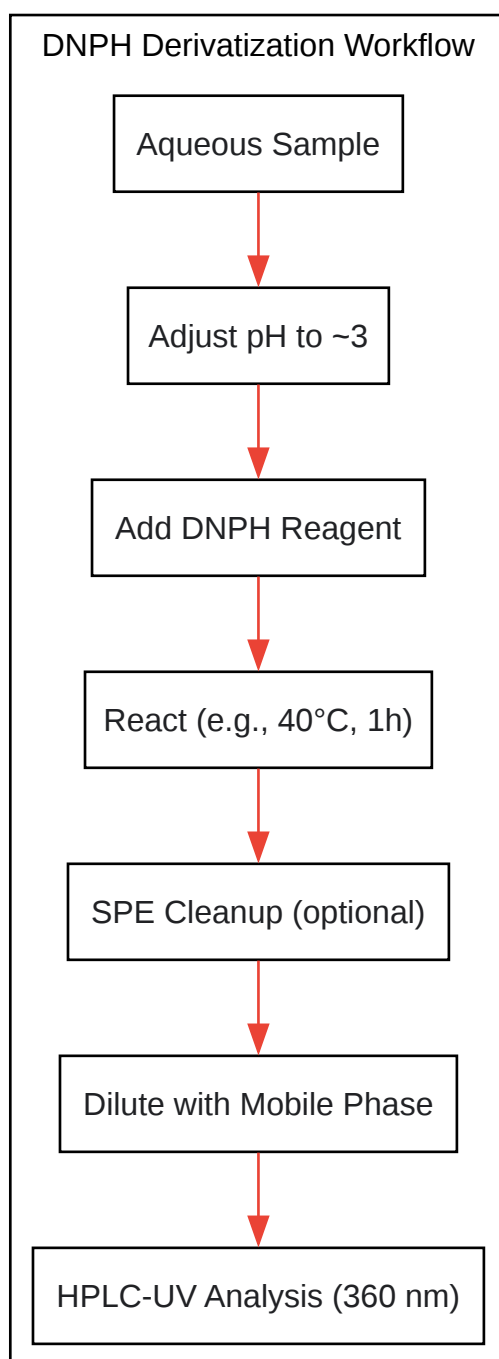 DNPH Derivatization Workflow
Aqueous Sample
Adjust pH to ~3
Add DNPH Reagent
React (e.g., 40°C, 1h)
SPE Cleanup (optional)
Dilute with Mobile Phase
HPLC-UV Analysis (360 nm)